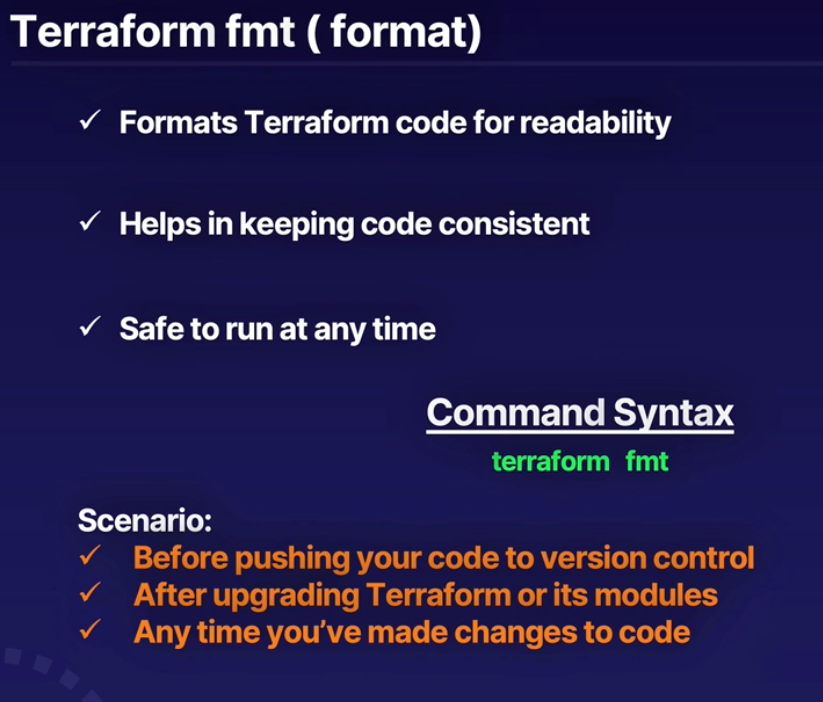 Terraform fmt ( format)
✓ Formats Terraform code for readability
✓ Helps in keeping code consistent
✓ Safe to run at any time
Command Syntax
terraform fmt
Scenario:
✓ Before pushing your code to version control
✓ After upgrading Terraform or its modules
✓ Any time you’ve made changes to code